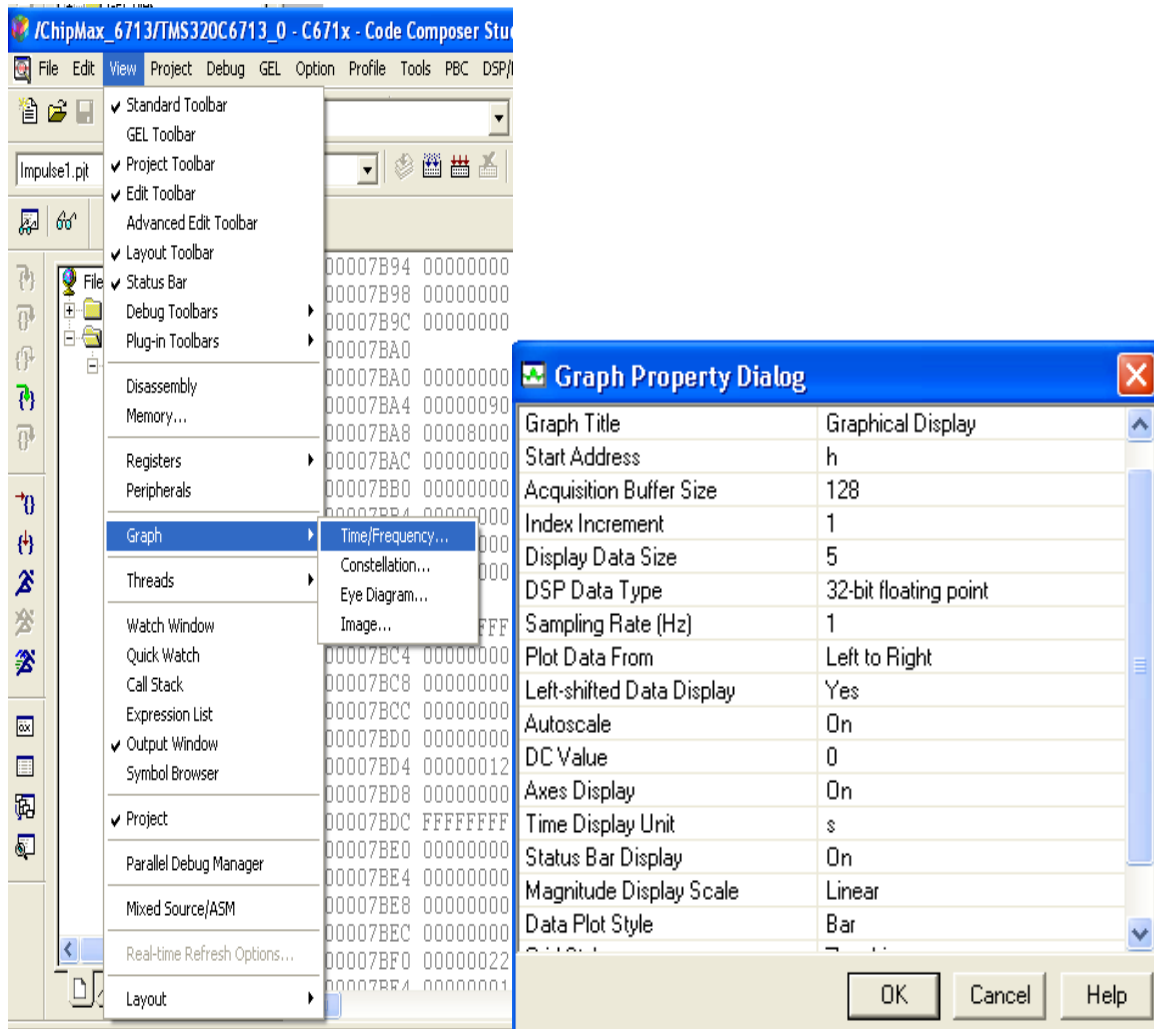 /ChipMax_6713/TMS320C6713_0 - C671x - Code Composer Stu
File Edit View Project Debug GEL Option Profile Tools PBC DSP/
Impulse1.pjt
File
Standard Toolbar
GEL Toolbar
Project Toolbar
Edit Toolbar
Advanced Edit Toolbar
Layout Toolbar
Status Bar
Debug Toolbars
Plug-in Toolbars
Disassembly
Memory...
Registers
Peripherals
Graph
Threads
Watch Window
Quick Watch
Call Stack
Expression List
Output Window
Symbol Browser
Project
Parallel Debug Manager
Mixed Source/ASM
Real-time Refresh Options...
Layout
Time/Frequency...
Constellation...
Eye Diagram...
Image...
00007B94 00000000
00007B98 00000000
00007B9C 00000000
00007BA0
00007BA0 00000000
00007BA4 00000090
00007BA8 00008000
00007BAC 00000000
00007BB0 00000000
00007BB4
00007BC4 00000000
00007BC8 00000000
00007BCC 00000000
00007BD0 00000000
00007BD4 00000012
00007BD8 00000000
00007BDC FFFFFFFF
00007BE0 00000000
00007BE4 00000000
00007BE8 00000000
00007BEC 00000000
00007BF0 00000022
00007BF4 00000001
Graph Property Dialog
Graph Title Graphical Display
Start Address h
Acquisition Buffer Size 128
Index Increment 1
Display Data Size 5
DSP Data Type 32-bit floating point
Sampling Rate (Hz) 1
Plot Data From Left to Right
Left-shifted Data Display Yes
Autoscale On
DC Value 0
Axes Display On
Time Display Unit s
Status Bar Display On
Magnitude Display Scale Linear
Data Plot Style Bar
OK Cancel Help